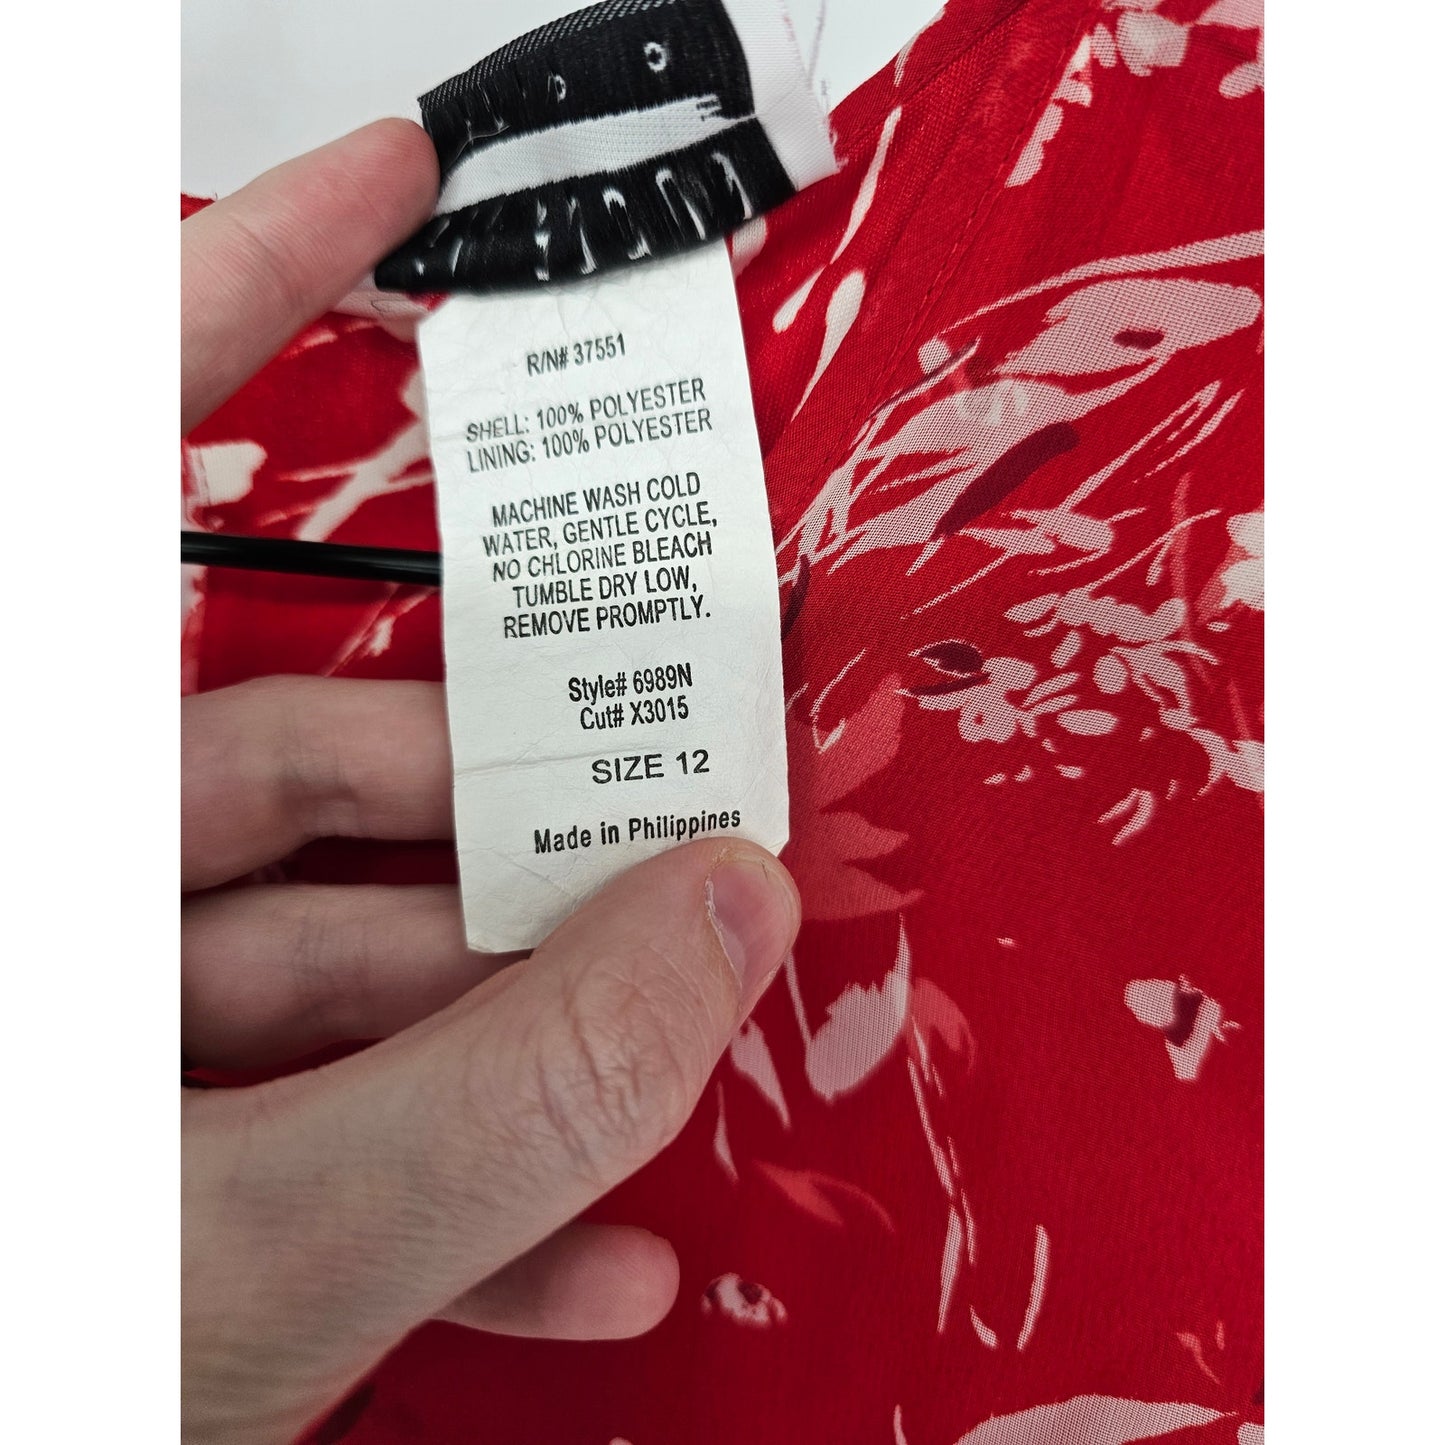 R/N# 37551
SHELL: 100% POLYESTER
LINING: 100% POLYESTER
MACHINE WASH COLD
WATER, GENTLE CYCLE,
NO CHLORINE BLEACH
TUMBLE DRY LOW,
REMOVE PROMPTLY.
Style# 6989N
Cut# X3015
SIZE 12
Made in Philippines